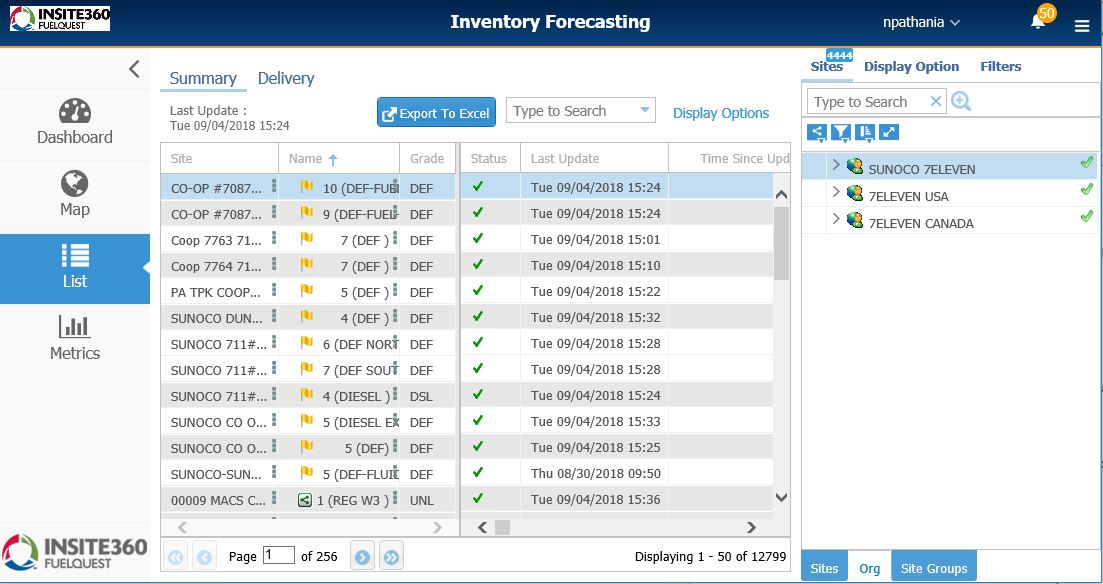 INSITE360
FUELQUEST
Inventory Forecasting
npathania
50
Dashboard
Map
List
Metrics
INSITE360
FUELQUEST
Summary Delivery
Last Update :
Tue 09/04/2018 15:24
Export To Excel
Type to Search
Display Options
Site Name Grade Status Last Update Time Since Upd
CO-OP #7087... 10 (DEF-FUEL DEF Tue 09/04/2018 15:24
CO-OP #7087... 9 (DEF-FUEL DEF Tue 09/04/2018 15:24
Coop 7763 71... 7 (DEF ) DEF Tue 09/04/2018 15:01
Coop 7764 71... 7 (DEF ) DEF Tue 09/04/2018 15:10
PA TPK COOP... 5 (DEF ) DEF Tue 09/04/2018 15:22
SUNOCO DUN... 4 (DEF ) DEF Tue 09/04/2018 15:32
SUNOCO 711#... 6 (DEF NORT DEF Tue 09/04/2018 15:28
SUNOCO 711#... 7 (DEF SOUT DEF Tue 09/04/2018 15:28
SUNOCO 711#... 4 (DIESEL ) DSL Tue 09/04/2018 15:24
SUNOCO CO O... 5 (DIESEL EX DEF Tue 09/04/2018 15:33
SUNOCO CO O... 5 (DEF) DEF Tue 09/04/2018 15:25
SUNOCO-SUN... 5 (DEF-FLUID DEF Thu 08/30/2018 09:50
00009 MACS C... 1 (REG W3 ) UNL Tue 09/04/2018 15:36
Page 1 of 256
Displaying 1 - 50 of 12799
4444
Sites Display Option Filters
Type to Search
SUNOCO 7ELEVEN
7ELEVEN USA
7ELEVEN CANADA
Sites Org Site Groups